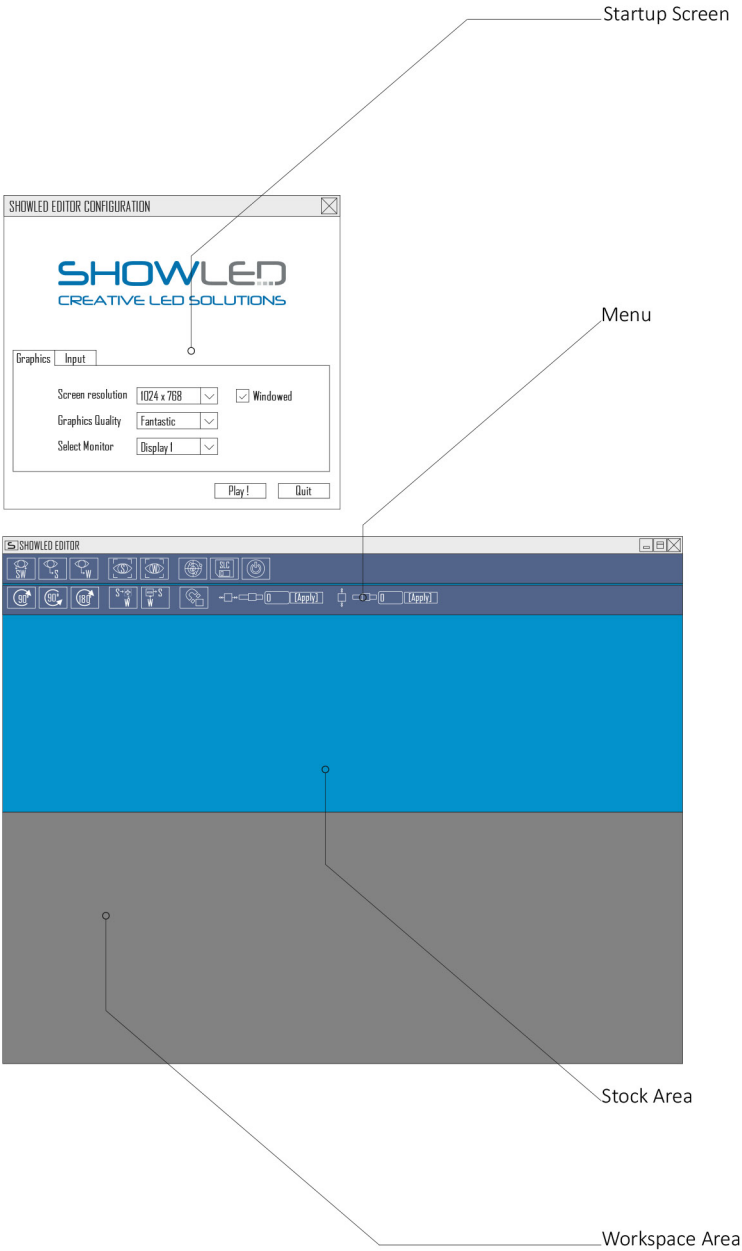 Startup Screen
SHOWLED EDITOR CONFIGURATION
SHOWLED
CREATIVE LED SOLUTIONS
Menu
Graphics Input
Screen resolution 1024 x 768 Windowed
Graphics Quality Fantastic
Select Monitor Display 1
Play ! Quit
S SHOWLED EDITOR
SW S W S W SLC
90° 90° 180° S W S W 0 [Apply] 0 [Apply]
Stock Area
Workspace Area